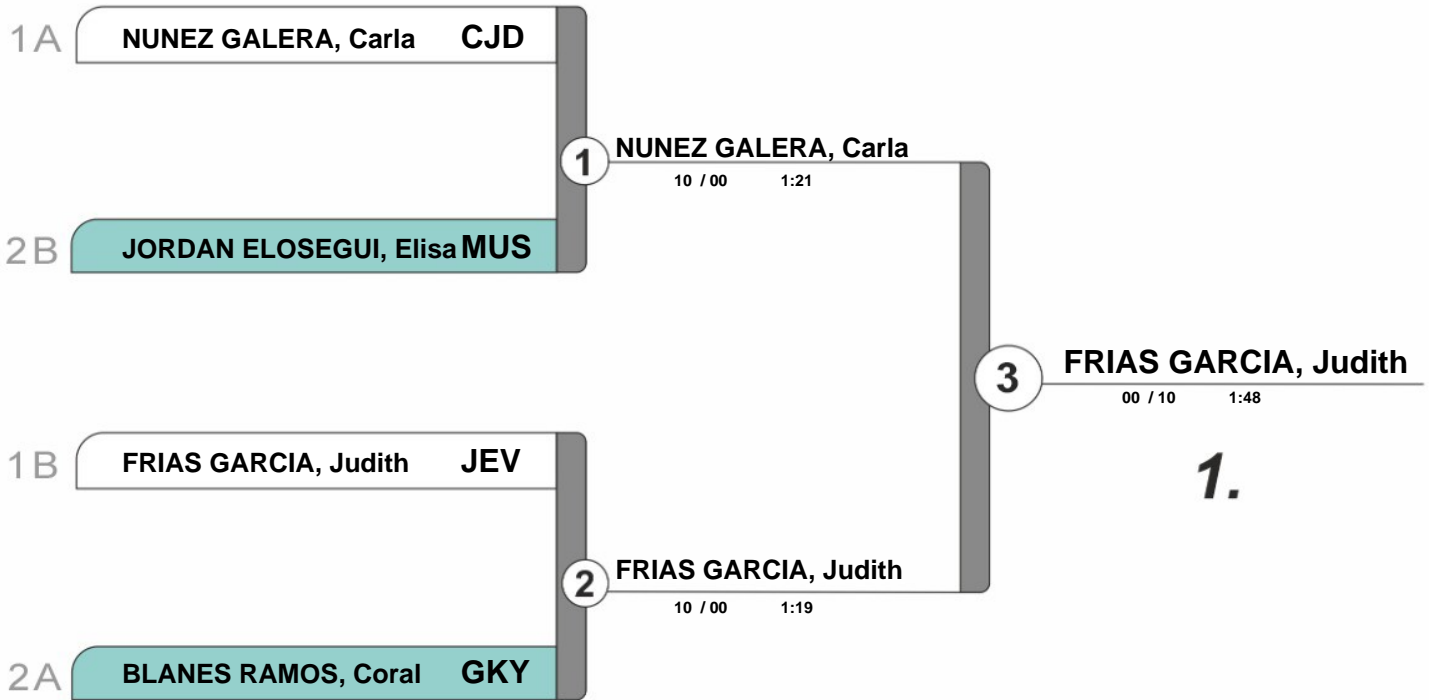 1A NUNEZ GALERA, Carla CJD
1 NUNEZ GALERA, Carla
10 / 00 1:21
2B JORDAN ELOSEGUI, Elisa MUS
3 FRIAS GARCIA, Judith
00 / 10 1:48
1.
1B FRIAS GARCIA, Judith JEV
2 FRIAS GARCIA, Judith
10 / 00 1:19
2A BLANES RAMOS, Coral GKY